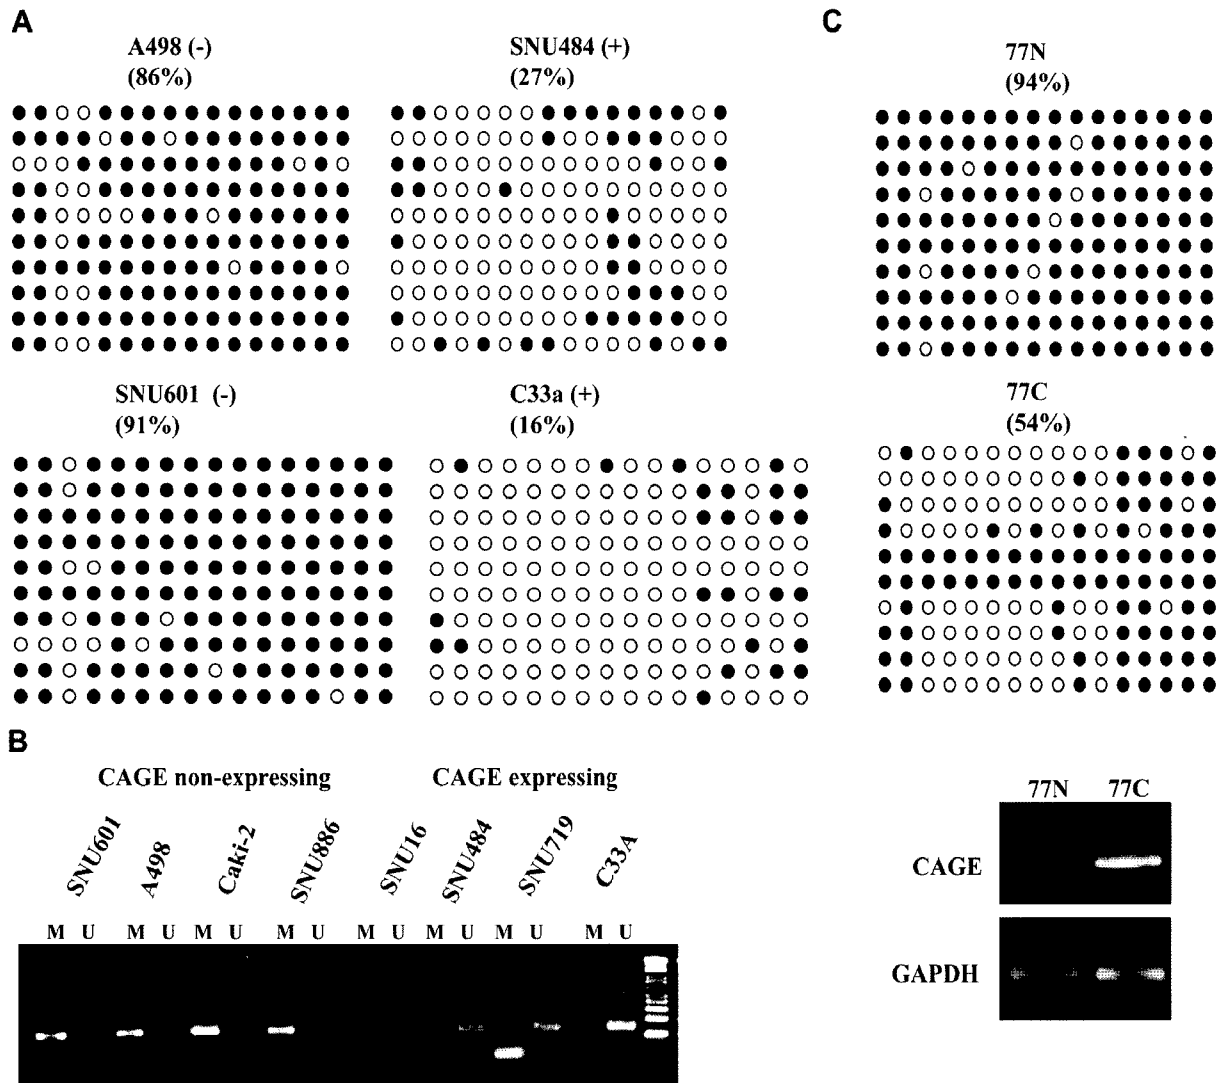 A
A498 (-)
(86%)
SNU484 (+)
(27%)
SNU601 (-)
(91%)
C33a (+)
(16%)
C
77N
(94%)
77C
(54%)
B
CAGE non-expressing
CAGE expressing
SNU601
A498
Caki-2
SNU886
SNU16
SNU484
SNU719
C33A
M U M U M U M U M U M U M U M U
77N 77C
CAGE
GAPDH